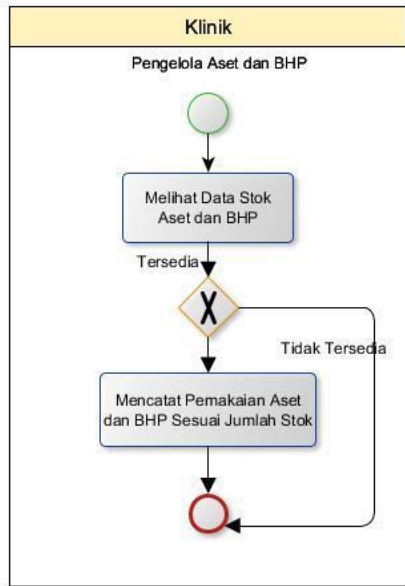 Klinik
Pengelola Aset dan BHP
Melihat Data Stok
Aset dan BHP
Tersedia
Tidak Tersedia
Mencatat Pemakaian Aset
dan BHP Sesuai Jumlah Stok